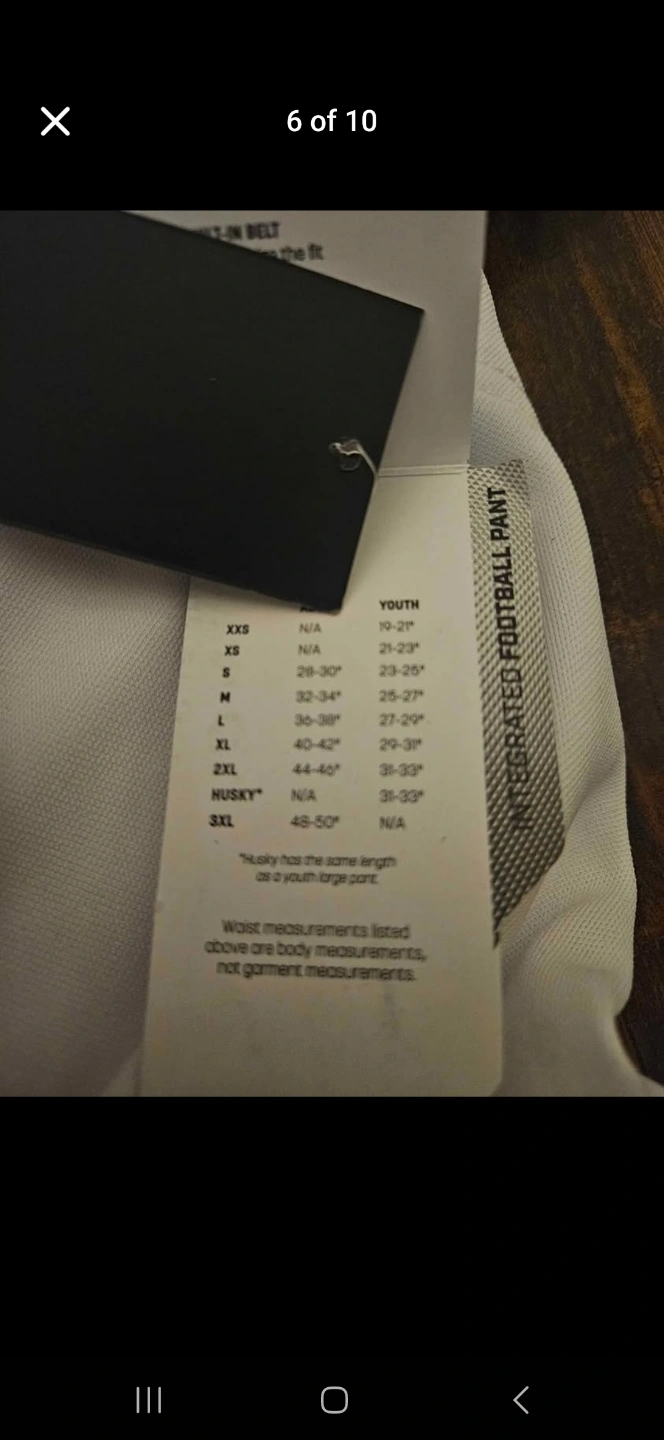 6 of 10
BELT
the fit
YOUTH
XXS N/A 19-21"
XS N/A 21-23"
S 28-30" 23-25"
M 32-34" 25-27"
L 36-38" 27-29"
XL 40-42" 29-31"
2XL 44-46" 31-33"
HUSKY* N/A 31-33"
3XL 48-50" N/A
*Husky has the same length
as a youth large pant.
Waist measurements listed
above are body measurements,
not garment measurements.
INTEGRATED FOOTBALL PANT